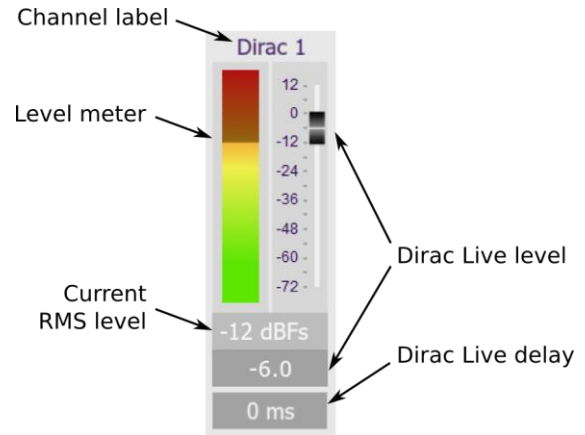 Channel label
Dirac 1
Level meter
12
0
-12
-24
-36
-48
-60
-72
Dirac Live level
Current
RMS level
-12 dBFs
-6.0
Dirac Live delay
0 ms